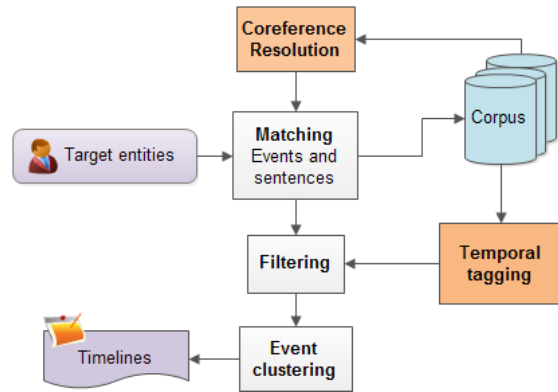 Coreference
Resolution
Corpus
Target entities
Matching
Events and
sentences
Filtering
Temporal
tagging
Timelines
Event
clustering